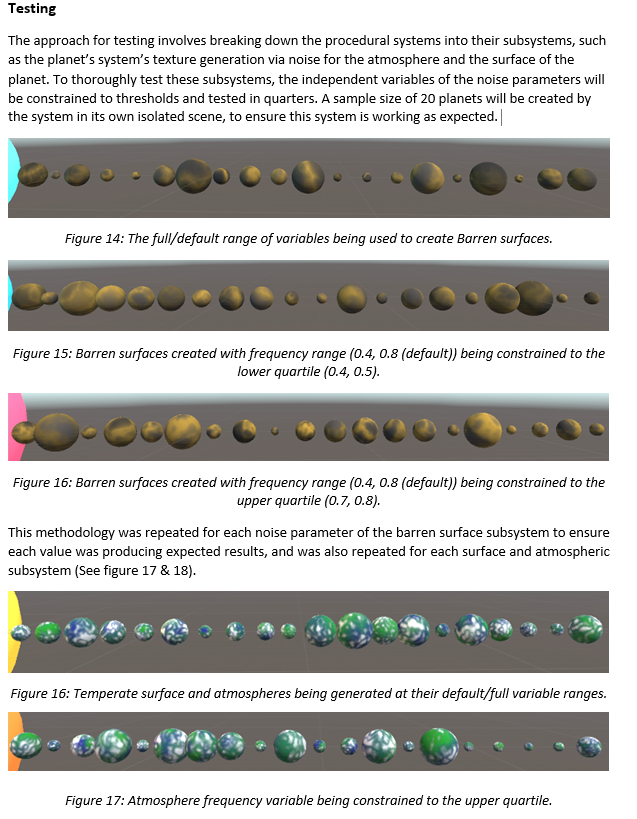 Testing
The approach for testing involves breaking down the procedural systems into their subsystems, such
as the planet's system's texture generation via noise for the atmosphere and the surface of the
planet. To thoroughly test these subsystems, the independent variables of the noise parameters will
be constrained to thresholds and tested in quarters. A sample size of 20 planets will be created by
the system in its own isolated scene, to ensure this system is working as expected.
Figure 14: The full/default range of variables being used to create Barren surfaces.
Figure 15: Barren surfaces created with frequency range (0.4, 0.8 (default)) being constrained to the
lower quartile (0.4, 0.5).
Figure 16: Barren surfaces created with frequency range (0.4, 0.8 (default)) being constrained to the
upper quartile (0.7, 0.8).
This methodology was repeated for each noise parameter of the barren surface subsystem to ensure
each value was producing expected results, and was also repeated for each surface and atmospheric
subsystem (See figure 17 & 18).
Figure 16: Temperate surface and atmospheres being generated at their default/full variable ranges.
Figure 17: Atmosphere frequency variable being constrained to the upper quartile.